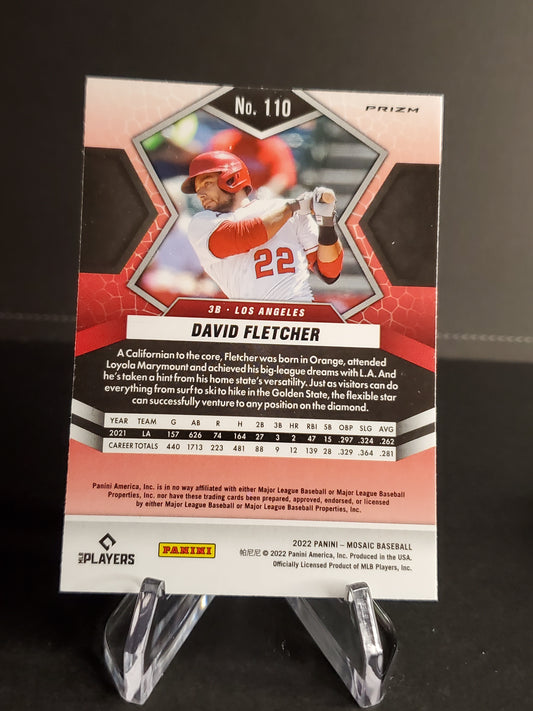 No. 110
PRIZM
22
3B · LOS ANGELES
DAVID FLETCHER
A Californian to the core, Fletcher was born in Orange, attended
Loyola Marymount and achieved his big-league dreams with L.A. And
he's taken a hint from his home state's versatility. Just as visitors can do
everything from surf to ski to hike in the Golden State, the flexible star
can successfully venture to any position on the diamond.
YEAR TEAM G AB R H 2B 3B HR RBI SB OBP SLG AVG
2021 LA 157 626 74 164 27 3 2 47 15 .297 .324 .262
CAREER TOTALS 440 1713 223 481 88 9 12 139 28 .329 .364 .281
Panini America, Inc. is in no way affiliated with either Major League Baseball or Major League Baseball
Properties, Inc. nor have these trading cards been prepared, approved, endorsed, or licensed
by either Major League Baseball or Major League Baseball Properties, Inc.
MLB PLAYERS
PANINI
2022 PANINI – MOSAIC BASEBALL
帕尼尼 © 2022 Panini America, Inc. Produced in the USA.
Officially Licensed Product of MLB Players, Inc.